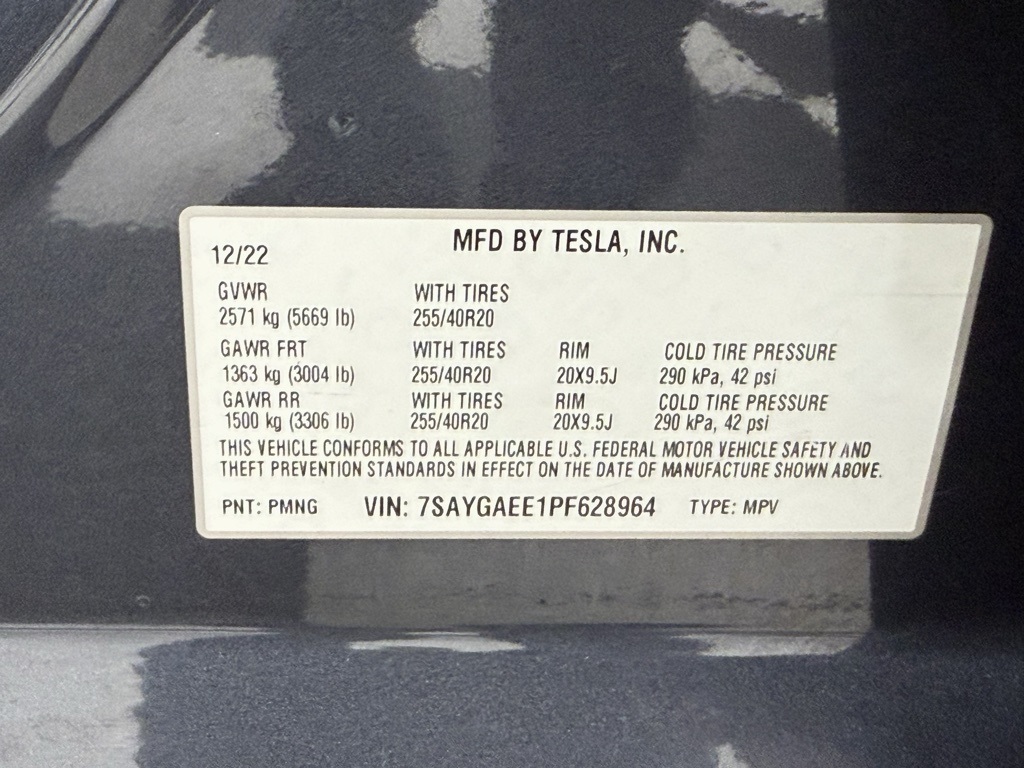 MFD BY TESLA, INC.
12/22
GVWR WITH TIRES
2571 kg (5669 lb) 255/40R20
GAWR FRT WITH TIRES RIM COLD TIRE PRESSURE
1363 kg (3004 lb) 255/40R20 20X9.5J 290 kPa, 42 psi
GAWR RR WITH TIRES RIM COLD TIRE PRESSURE
1500 kg (3306 lb) 255/40R20 20X9.5J 290 kPa, 42 psi
THIS VEHICLE CONFORMS TO ALL APPLICABLE U.S. FEDERAL MOTOR VEHICLE SAFETY AND
THEFT PREVENTION STANDARDS IN EFFECT ON THE DATE OF MANUFACTURE SHOWN ABOVE.
PNT: PMNG VIN: 7SAYGAEE1PF628964 TYPE: MPV